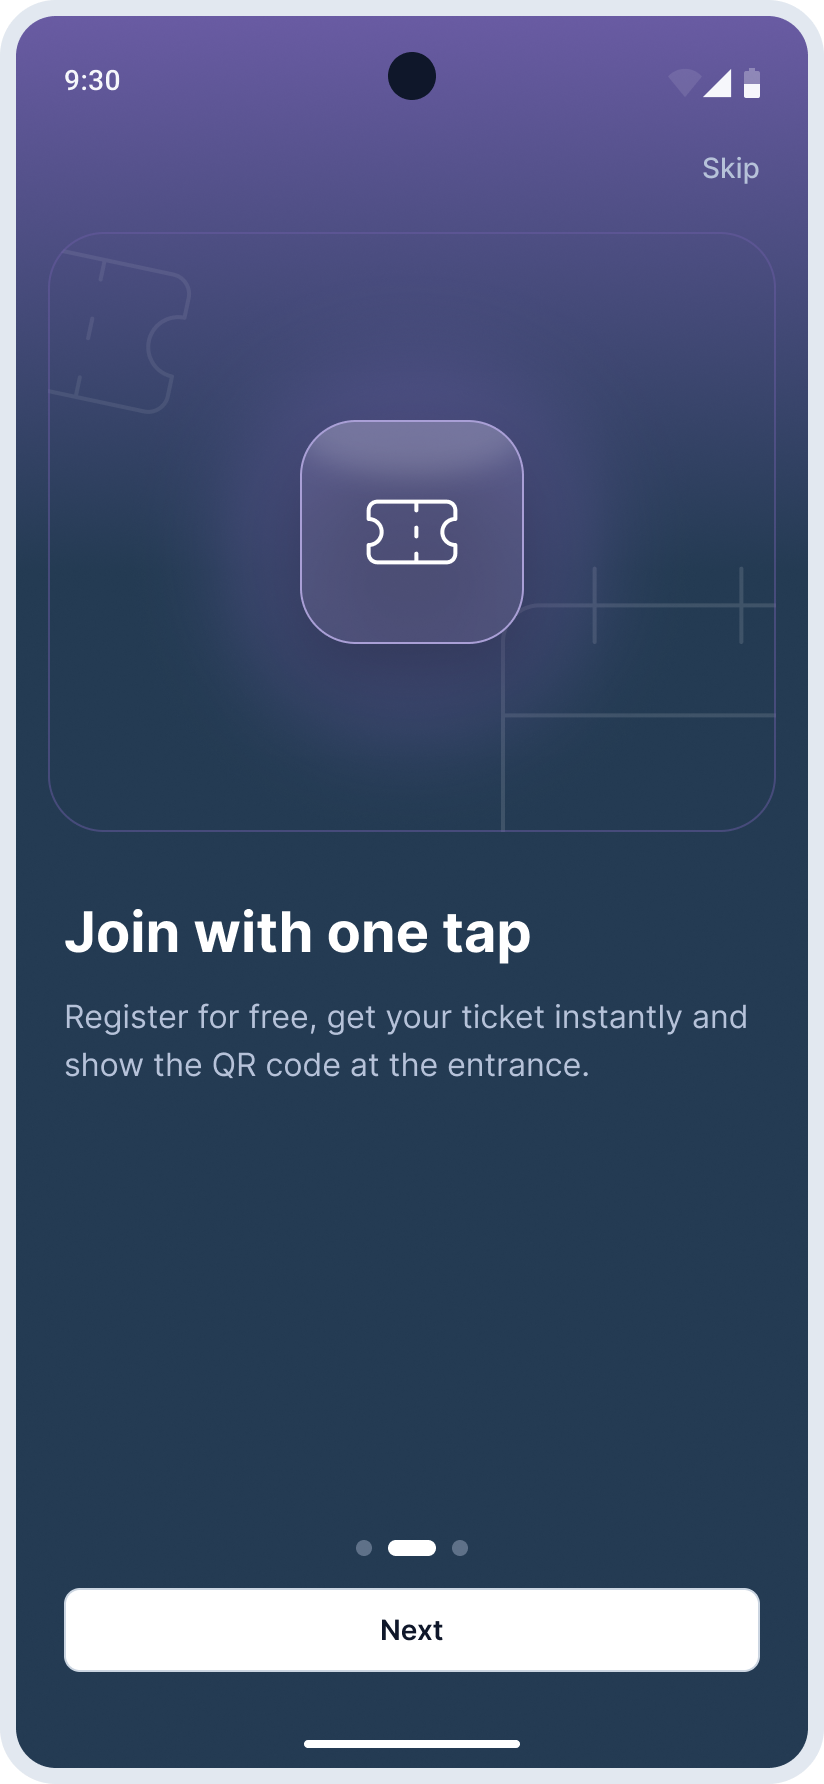 9:30
Skip
Join with one tap
Register for free, get your ticket instantly and
show the QR code at the entrance.
Next